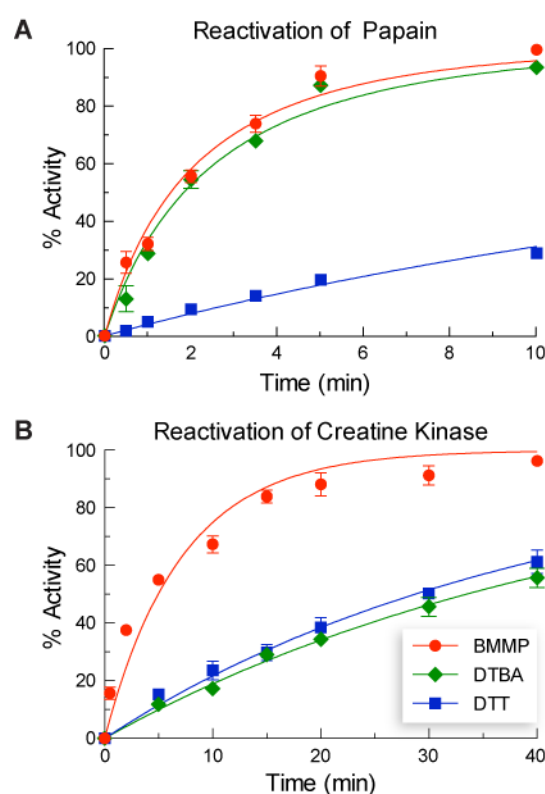 A
Reactivation of Papain
% Activity
100
80
60
40
20
0
0 2 4 6 8 10
Time (min)
B
Reactivation of Creatine Kinase
% Activity
100
80
60
40
20
0
BMMP
DTBA
DTT
0 10 20 30 40
Time (min)